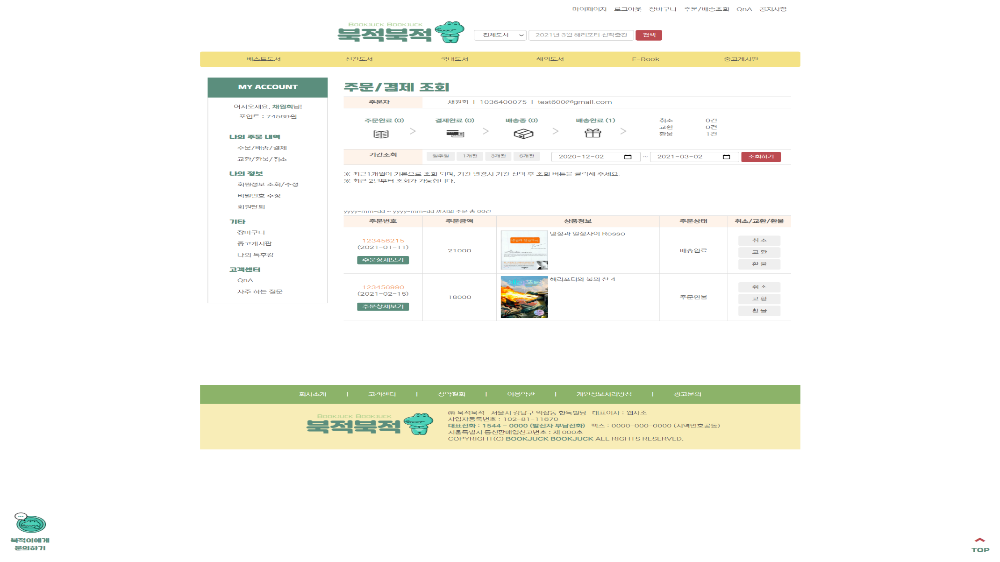 마이페이지 로그아웃 장바구니 주문/배송조회 QnA 공지사항
BOOKJUCK BOOKJUCK
북적북적
전체도서 2021년 3월 해리포터 신작출간 검색
베스트도서 신간도서 국내도서 해외도서 E-Book 중고게시판
MY ACCOUNT
어서오세요, 채원희님!
포인트 : 74569원
나의 주문 내역
주문/배송/결제
교환/환불/취소
나의 정보
회원정보 조회/수정
비밀번호 수정
회원탈퇴
기타
장바구니
중고게시판
나의 독후감
고객센터
QnA
자주 하는 질문
주문/결제 조회
주문자 채원희 | 1036400075 | test600@gmail.com
주문완료 (0) > 결제완료 (0) > 배송중 (0) > 배송완료 (1) >
취소 0건
교환 0건
환불 1건
기간조회 일주일 1개월 3개월 6개월 2020-12-02 ~ 2021-03-02 조회하기
※ 최근1개월이 기본으로 조회 되며, 기간 변경시 기간 선택 후 조회 버튼을 클릭해 주세요.
※ 최근 2년부터 조회가 가능합니다.
yyyy-mm-dd ~ yyyy-mm-dd 까지의 주문 총 00건
주문번호 주문금액 상품정보 주문상태 취소/교환/환불
123456215
(2021-01-11)
주문상세보기
21000
냉정과 열정사이
냉정과 열정사이 Rosso
배송완료
취 소
교 환
환 불
123456990
(2021-02-15)
주문상세보기
18000
해리포터
해리포터와 불의 잔 4
주문환불
취 소
교 환
환 불
회사소개 | 고객센터 | 청약철회 | 이용약관 | 개인정보처리방침 | 광고문의
BOOKJUCK BOOKJUCK
북적북적
㈜ 북적북적 서울시 강남구 역삼동 한독빌딩 대표이사 : 웹시조
사업자등록번호 : 102-81-11670
대표전화 : 1544 - 0000 (발신자 부담전화) 팩스 : 0000-000-0000 (지역번호공통)
서울특별시 통신판매업신고번호 : 제 000호
COPYRIGHT(C) BOOKJUCK BOOKJUCK ALL RIGHTS RESERVED.
북적이에게
문의하기
TOP